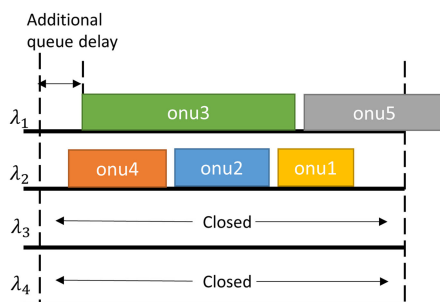 Additional
queue delay
λ1 onu3 onu5
λ2 onu4 onu2 onu1
λ3 Closed
λ4 Closed